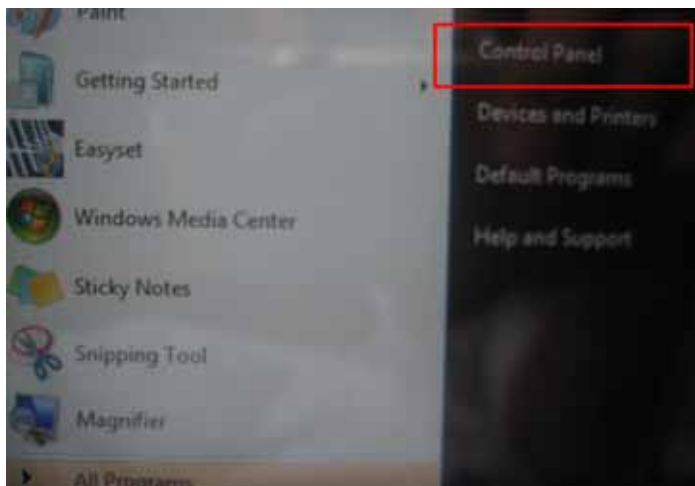 Paint
Getting Started
Easyset
Windows Media Center
Sticky Notes
Snipping Tool
Magnifier
All Programs
Control Panel
Devices and Printers
Default Programs
Help and Support